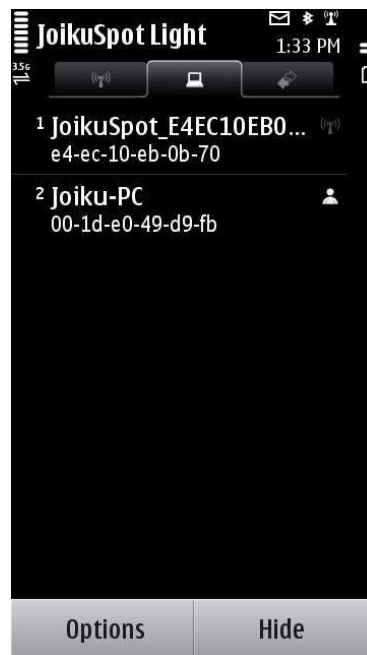 JoikuSpot Light
1:33 PM
3.5G
1 JoikuSpot_E4EC10EB0...
e4-ec-10-eb-0b-70
2 Joiku-PC
00-1d-e0-49-d9-fb
Options Hide